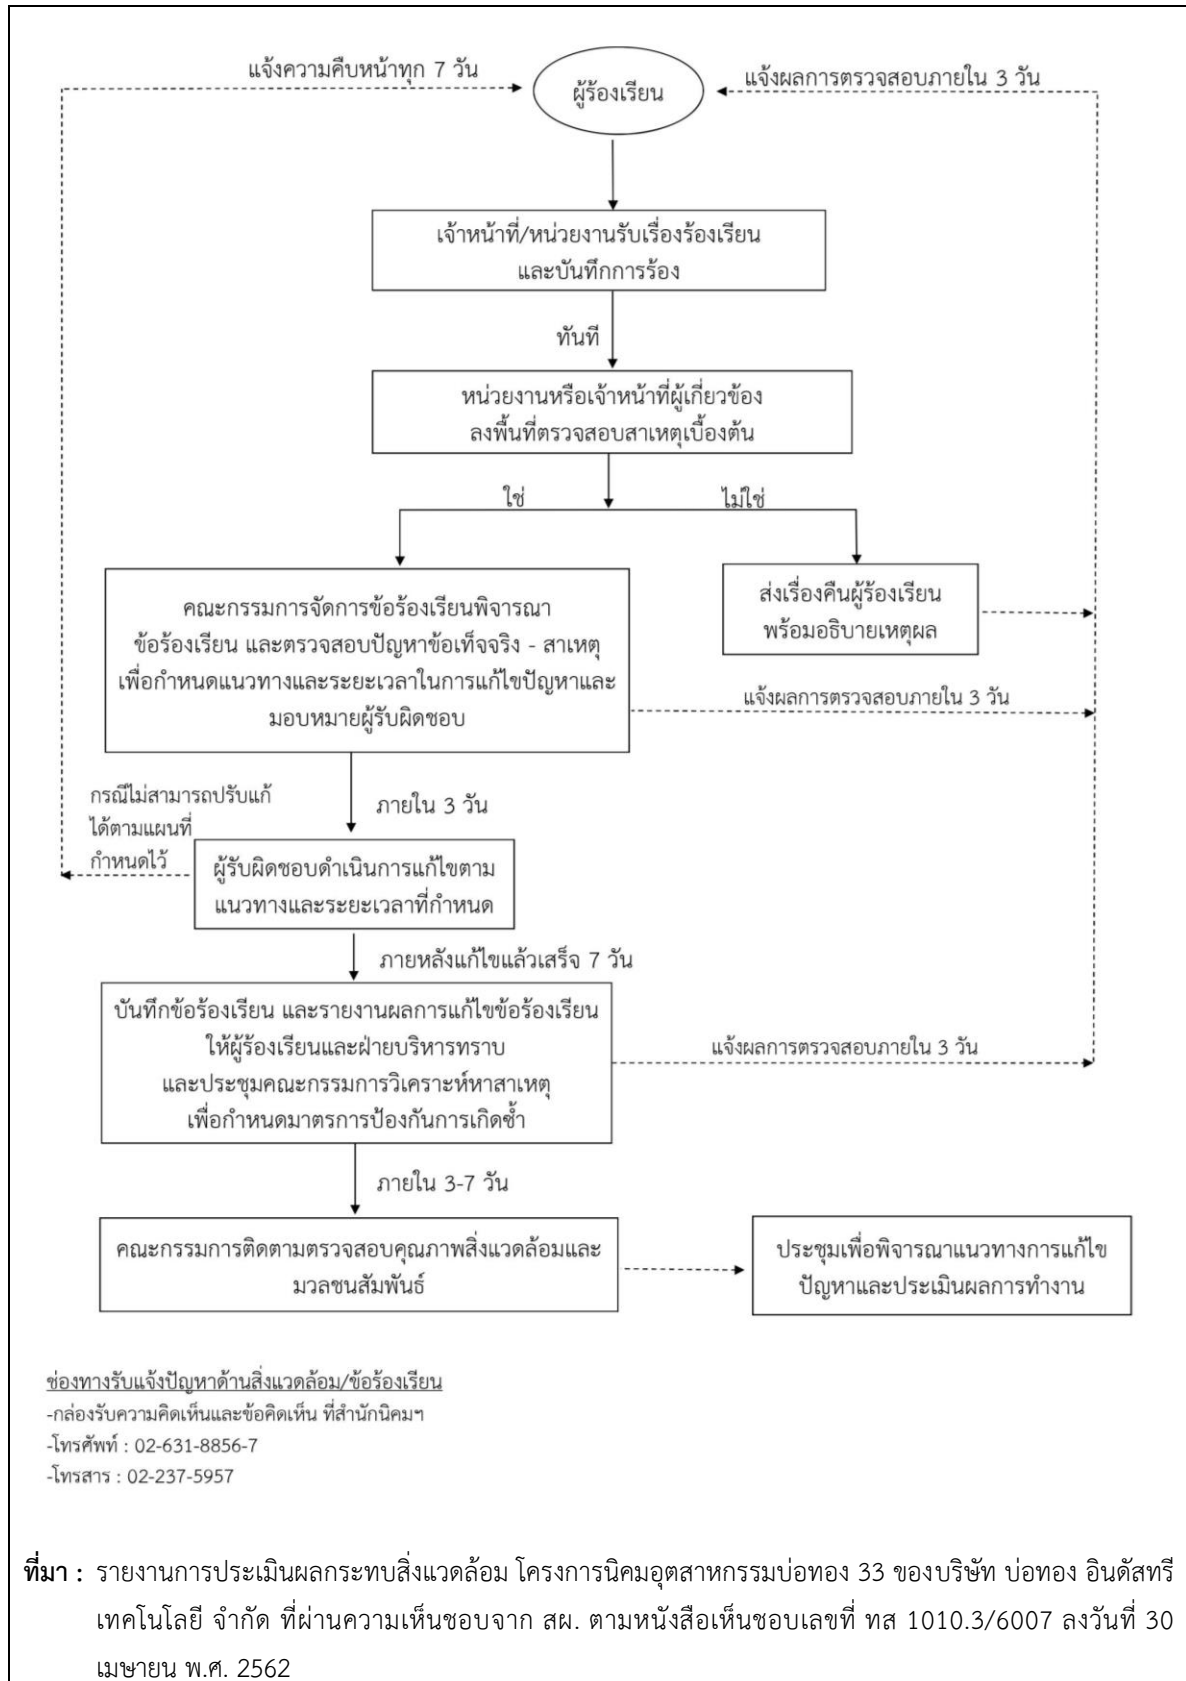 แจ้งความคืบหน้าทุก 7 วัน
ผู้ร้องเรียน
แจ้งผลการตรวจสอบภายใน 3 วัน
เจ้าหน้าที่/หน่วยงานรับเรื่องร้องเรียน
และบันทึกการร้อง
ทันที
หน่วยงานหรือเจ้าหน้าที่ผู้เกี่ยวข้อง
ลงพื้นที่ตรวจสอบสาเหตุเบื้องต้น
ใช่
ไม่ใช่
คณะกรรมการจัดการข้อร้องเรียนพิจารณา
ข้อร้องเรียน และตรวจสอบปัญหาข้อเท็จจริง - สาเหตุ
เพื่อกำหนดแนวทางและระยะเวลาในการแก้ไขปัญหาและ
มอบหมายผู้รับผิดชอบ
ส่งเรื่องคืนผู้ร้องเรียน
พร้อมอธิบายเหตุผล
แจ้งผลการตรวจสอบภายใน 3 วัน
กรณีไม่สามารถปรับแก้
ได้ตามแผนที่
กำหนดไว้
ภายใน 3 วัน
ผู้รับผิดชอบดำเนินการแก้ไขตาม
แนวทางและระยะเวลาที่กำหนด
ภายหลังแก้ไขแล้วเสร็จ 7 วัน
บันทึกข้อร้องเรียน และรายงานผลการแก้ไขข้อร้องเรียน
ให้ผู้ร้องเรียนและฝ่ายบริหารทราบ
และประชุมคณะกรรมการวิเคราะห์หาสาเหตุ
เพื่อกำหนดมาตรการป้องกันการเกิดซ้ำ
แจ้งผลการตรวจสอบภายใน 3 วัน
ภายใน 3-7 วัน
คณะกรรมการติดตามตรวจสอบคุณภาพสิ่งแวดล้อมและ
มวลชนสัมพันธ์
ประชุมเพื่อพิจารณาแนวทางการแก้ไข
ปัญหาและประเมินผลการทำงาน
ช่องทางรับแจ้งปัญหาด้านสิ่งแวดล้อม/ข้อร้องเรียน
-กล่องรับความคิดเห็นและข้อคิดเห็น ที่สำนักนิคมฯ
-โทรศัพท์ : 02-631-8856-7
-โทรสาร : 02-237-5957
ที่มา : รายงานการประเมินผลกระทบสิ่งแวดล้อม โครงการนิคมอุตสาหกรรมบ่อทอง 33 ของบริษัท บ่อทอง อินดัสทรี
เทคโนโลยี จำกัด ที่ผ่านความเห็นชอบจาก สผ. ตามหนังสือเห็นชอบเลขที่ ทส 1010.3/6007 ลงวันที่ 30
เมษายน พ.ศ. 2562